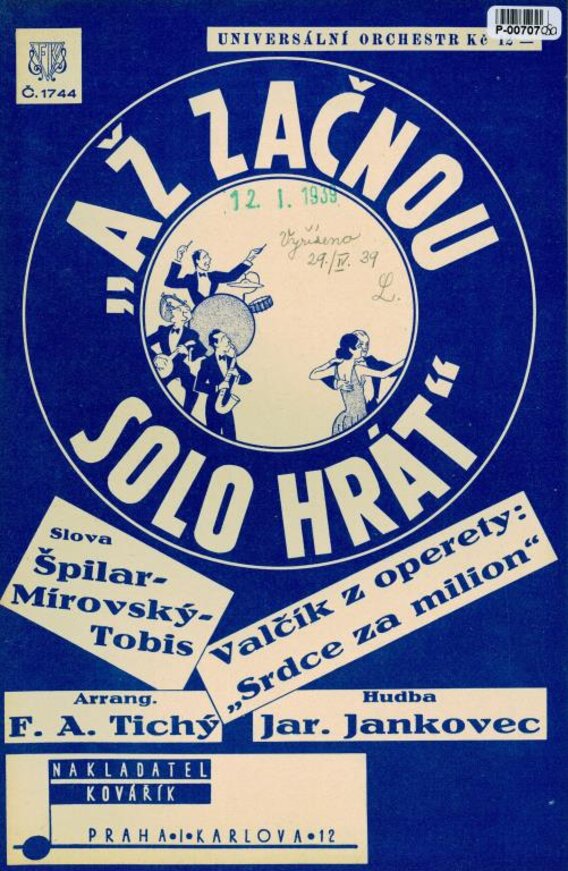 UNIVERSÁLNÍ ORCHESTR Kč 12 —
Č. 1744
„AŽ ZAČNOU
SOLO HRÁT“
12. I. 1939
Vyřízeno
29./IV. 39
L.
Slova
Špilar-
Mírovský-
Tobis
Valčík z operety:
„Srdce za milion“
Arrang.
F. A. Tichý
Hudba
Jar. Jankovec
NAKLADATEL
KOVÁŘÍK
PRAHA•I•KARLOVA•12